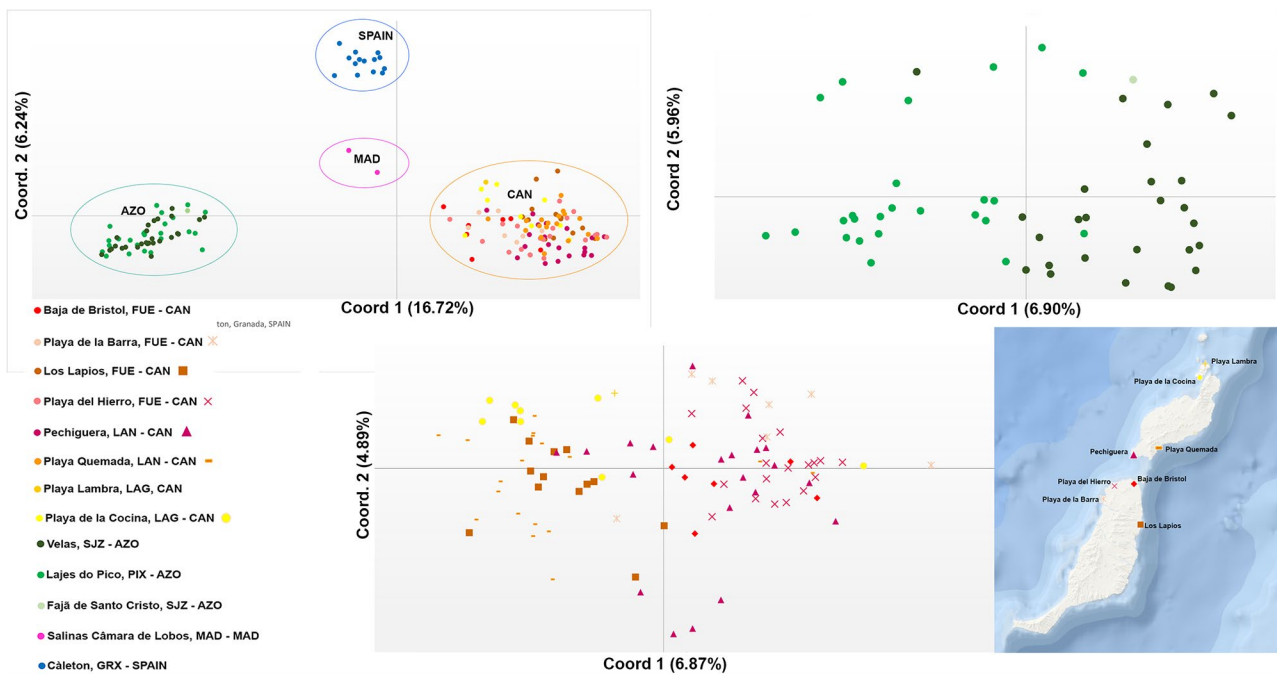 SPAIN
MAD
AZO
CAN
Coord. 2 (6.24%)
Coord 1 (16.72%)
Coord 2 (5.96%)
Coord 1 (6.90%)
Baja de Bristol, FUE - CAN
ton, Granada, SPAIN
Playa de la Barra, FUE - CAN
Los Lapios, FUE - CAN
Playa del Hierro, FUE - CAN
Pechiguera, LAN - CAN
Playa Quemada, LAN - CAN
Playa Lambra, LAG, CAN
Playa de la Cocina, LAG - CAN
Velas, SJZ - AZO
Lajes do Pico, PIX - AZO
Fajã de Santo Cristo, SJZ - AZO
Salinas Câmara de Lobos, MAD - MAD
Càleton, GRX - SPAIN
Coord 2 (4.89%)
Coord 1 (6.87%)
Playa Lambra
Playa de la Cocina
Pechiguera
Playa Quemada
Playa del Hierro
Baja de Bristol
Playa de la Barra
Los Lapios